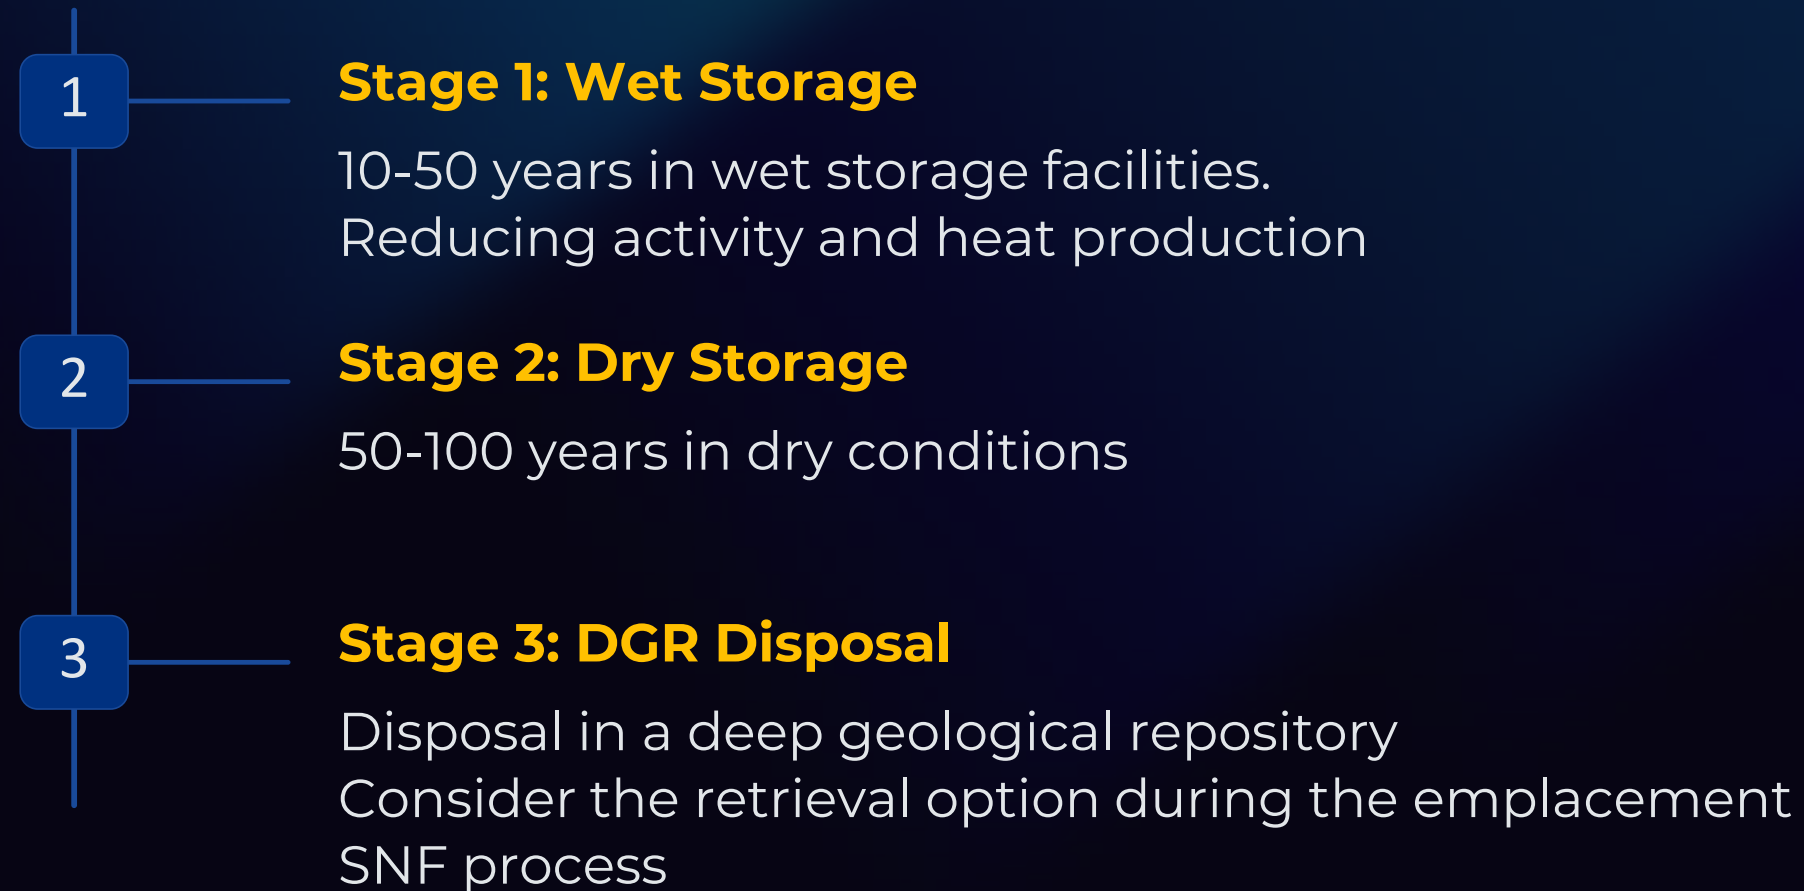 1
Stage 1: Wet Storage
10-50 years in wet storage facilities.
Reducing activity and heat production
2
Stage 2: Dry Storage
50-100 years in dry conditions
3
Stage 3: DGR Disposal
Disposal in a deep geological repository
Consider the retrieval option during the emplacement
SNF process